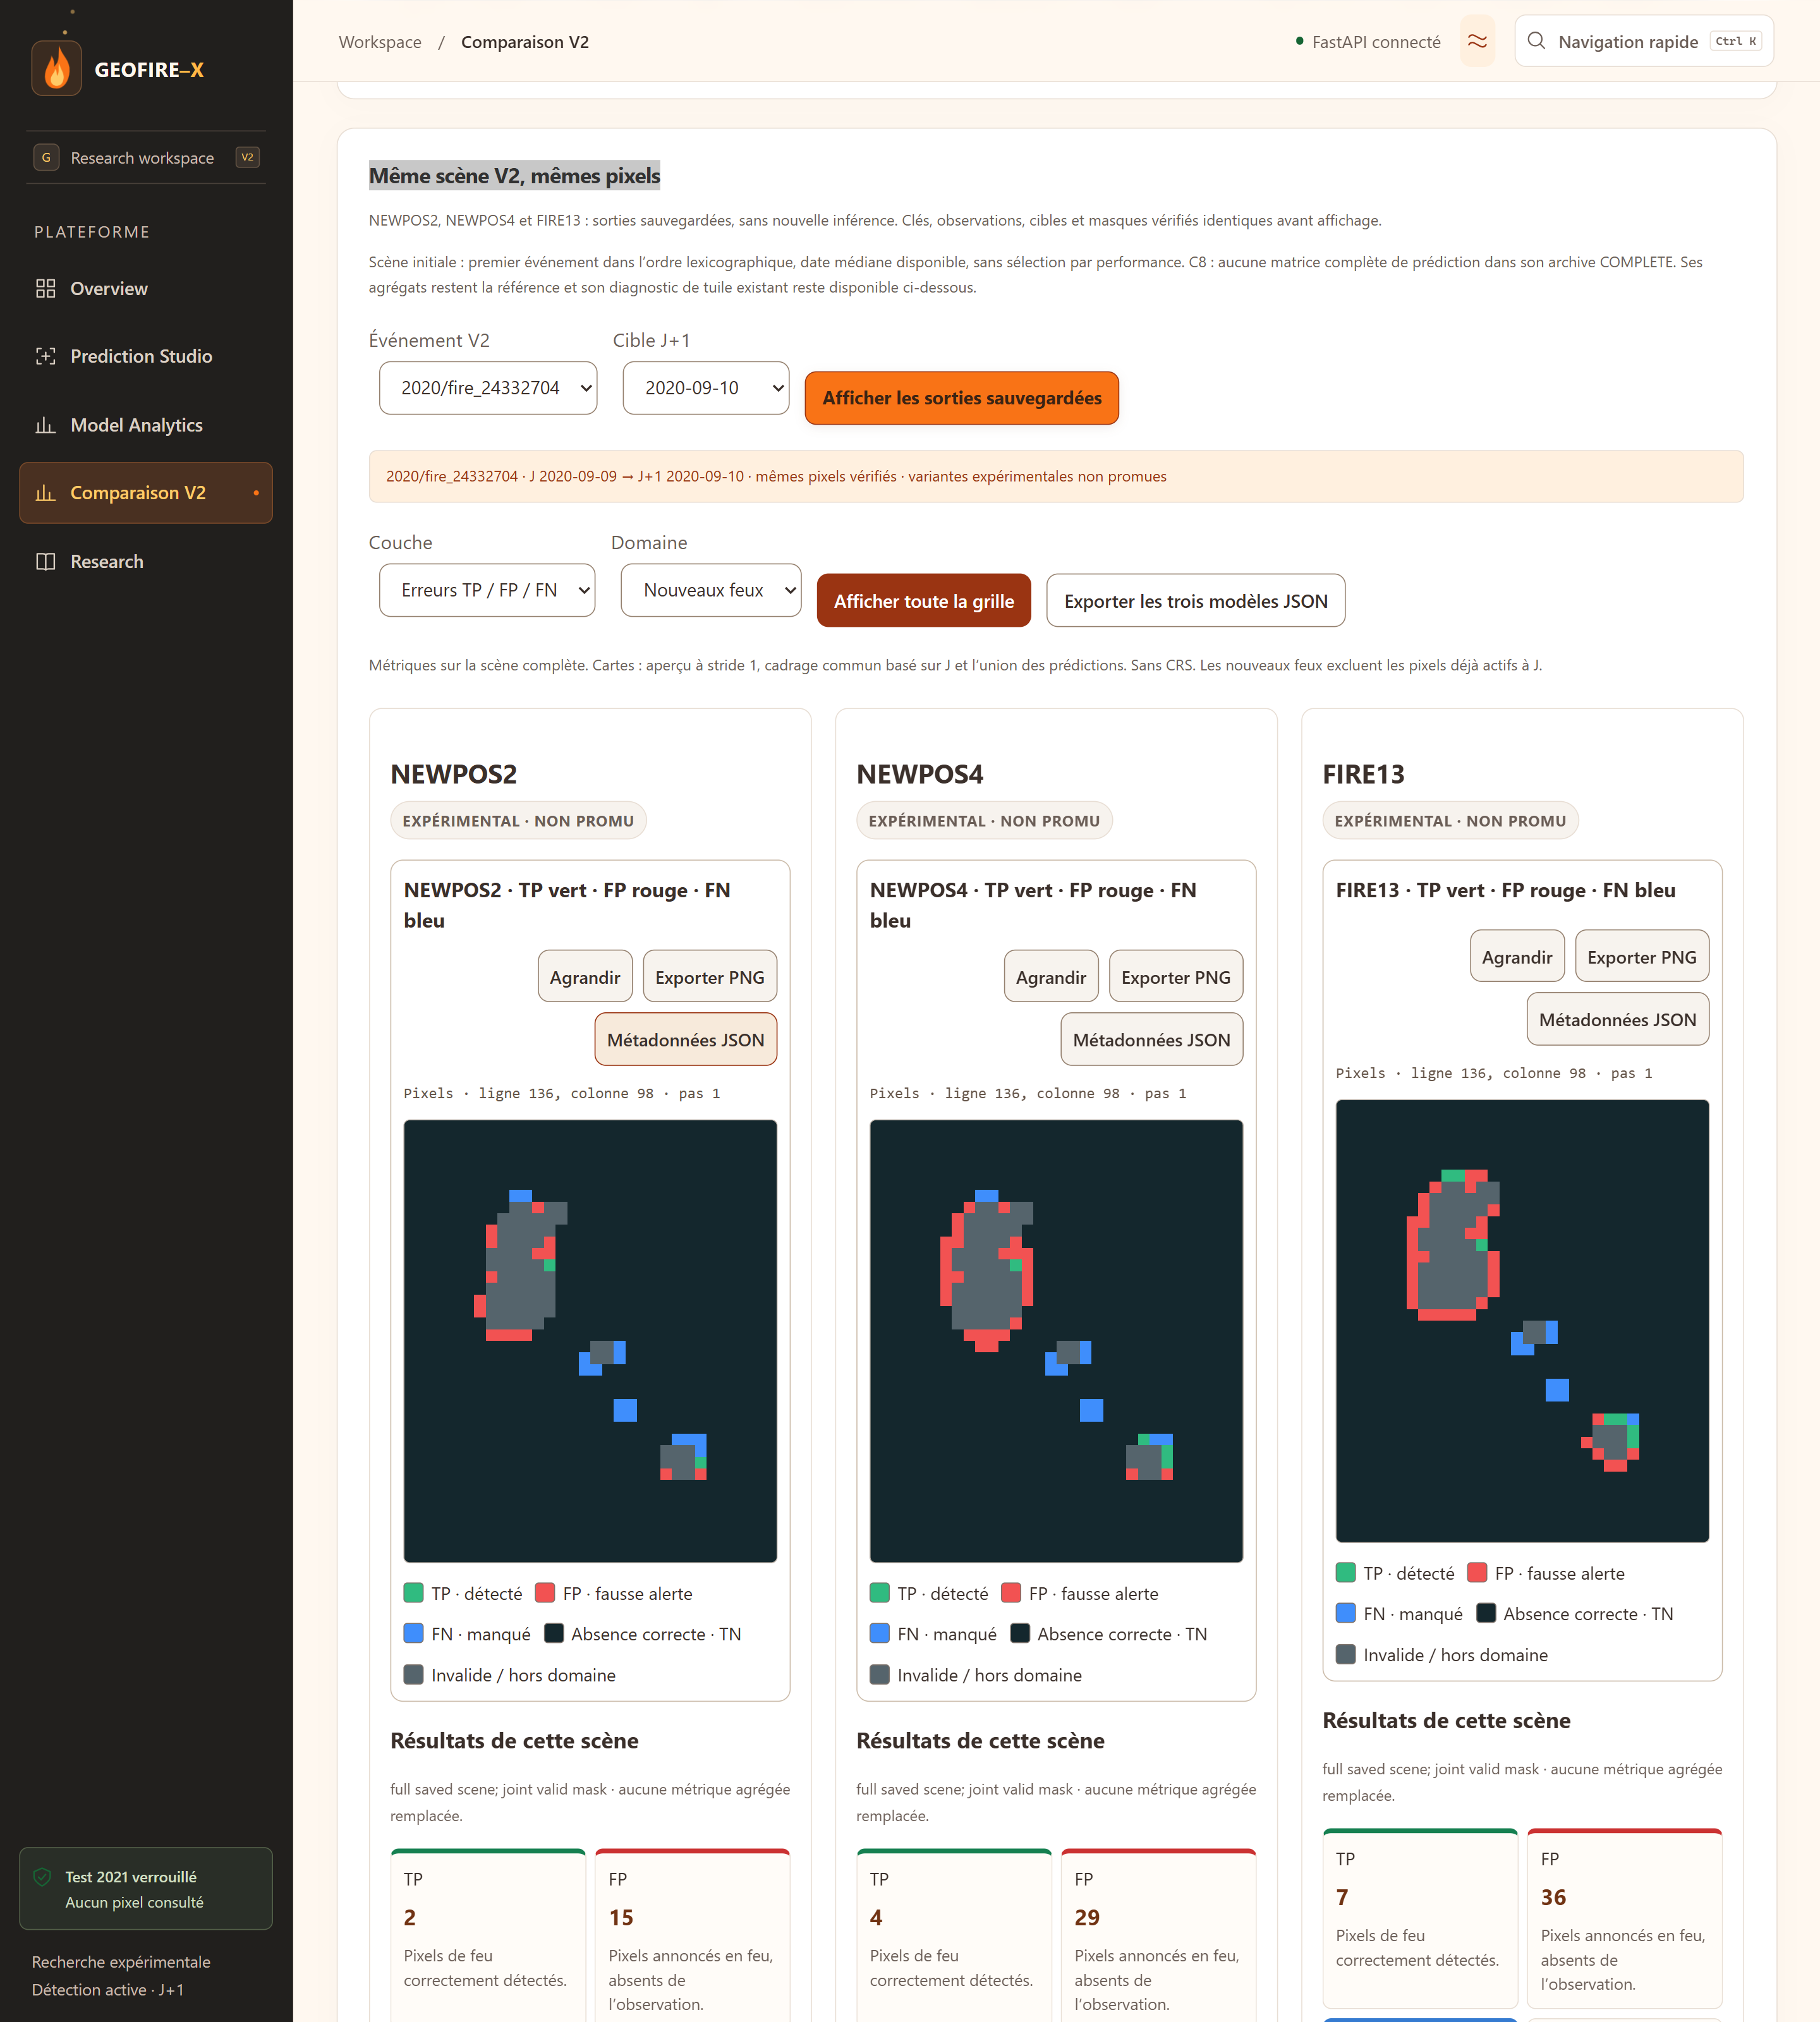 GEOFIRE–X
G Research workspace V2
PLATEFORME
Overview
Prediction Studio
Model Analytics
Comparaison V2
Research
Test 2021 verrouillé
Aucun pixel consulté
Recherche expérimentale
Détection active · J+1
Workspace / Comparaison V2
FastAPI connecté
Navigation rapide Ctrl K
Même scène V2, mêmes pixels
NEWPOS2, NEWPOS4 et FIRE13 : sorties sauvegardées, sans nouvelle inférence. Clés, observations, cibles et masques vérifiés identiques avant affichage.
Scène initiale : premier événement dans l’ordre lexicographique, date médiane disponible, sans sélection par performance. C8 : aucune matrice complète de prédiction dans son archive COMPLETE. Ses
agrégats restent la référence et son diagnostic de tuile existant reste disponible ci-dessous.
Événement V2 Cible J+1
2020/fire_24332704 2020-09-10 Afficher les sorties sauvegardées
2020/fire_24332704 · J 2020-09-09 → J+1 2020-09-10 · mêmes pixels vérifiés · variantes expérimentales non promues
Couche Domaine
Erreurs TP / FP / FN Nouveaux feux Afficher toute la grille Exporter les trois modèles JSON
Métriques sur la scène complète. Cartes : aperçu à stride 1, cadrage commun basé sur J et l’union des prédictions. Sans CRS. Les nouveaux feux excluent les pixels déjà actifs à J.
NEWPOS2
EXPÉRIMENTAL · NON PROMU
NEWPOS2 · TP vert · FP rouge · FN
bleu
Agrandir Exporter PNG
Métadonnées JSON
Pixels · ligne 136, colonne 98 · pas 1
TP · détecté FP · fausse alerte
FN · manqué Absence correcte · TN
Invalide / hors domaine
Résultats de cette scène
full saved scene; joint valid mask · aucune métrique agrégée
remplacée.
TP
2
Pixels de feu
correctement détectés.
FP
15
Pixels annoncés en feu,
absents de
l’observation.
NEWPOS4
EXPÉRIMENTAL · NON PROMU
NEWPOS4 · TP vert · FP rouge · FN
bleu
Agrandir Exporter PNG
Métadonnées JSON
Pixels · ligne 136, colonne 98 · pas 1
TP · détecté FP · fausse alerte
FN · manqué Absence correcte · TN
Invalide / hors domaine
Résultats de cette scène
full saved scene; joint valid mask · aucune métrique agrégée
remplacée.
TP
4
Pixels de feu
correctement détectés.
FP
29
Pixels annoncés en feu,
absents de
l’observation.
FIRE13
EXPÉRIMENTAL · NON PROMU
FIRE13 · TP vert · FP rouge · FN bleu
Agrandir Exporter PNG
Métadonnées JSON
Pixels · ligne 136, colonne 98 · pas 1
TP · détecté FP · fausse alerte
FN · manqué Absence correcte · TN
Invalide / hors domaine
Résultats de cette scène
full saved scene; joint valid mask · aucune métrique agrégée
remplacée.
TP
7
Pixels de feu
correctement détectés.
FP
36
Pixels annoncés en feu,
absents de
l’observation.